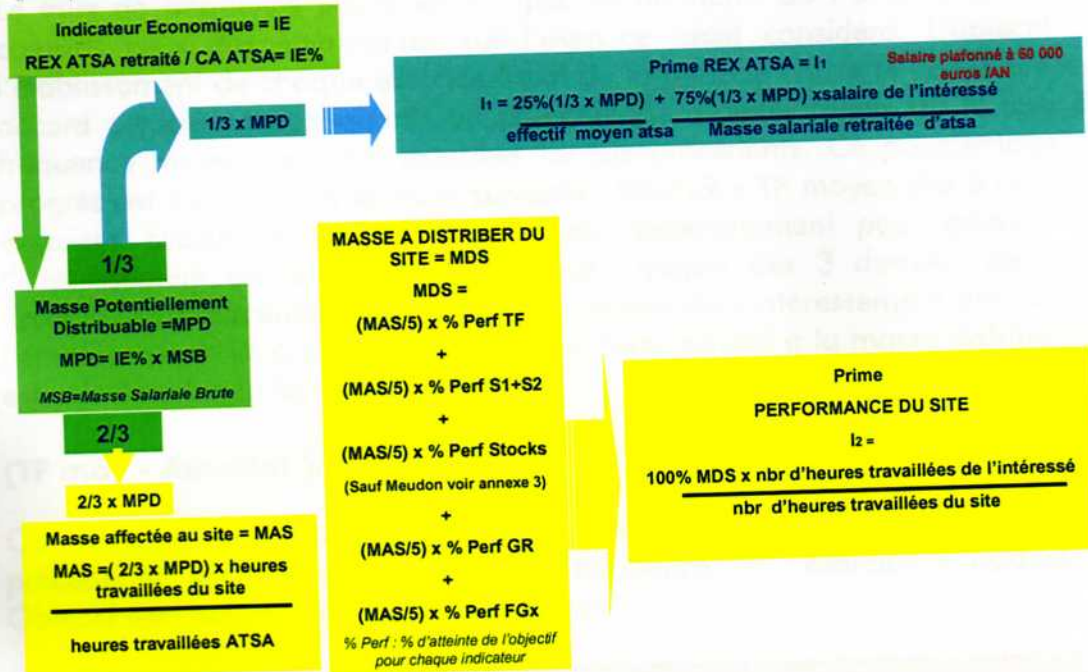 Indicateur Economique = IE
REX ATSA retraité / CA ATSA= IE%
1/3 x MPD
Prime REX ATSA = I1
Salaire plafonné à 60 000
euros /AN
I1 = 25%(1/3 x MPD) + 75%(1/3 x MPD) xsalaire de l'intéressé
effectif moyen atsa Masse salariale retraitée d'atsa
1/3
Masse Potentiellement
Distribuable =MPD
MPD= IE% x MSB
MSB=Masse Salariale Brute
2/3
2/3 x MPD
Masse affectée au site = MAS
MAS =( 2/3 x MPD) x heures
travaillées du site
heures travaillées ATSA
MASSE A DISTRIBER DU
SITE = MDS
MDS =
(MAS/5) x % Perf TF
+
(MAS/5) x % Perf S1+S2
+
(MAS/5) x % Perf Stocks
(Sauf Meudon voir annexe 3)
+
(MAS/5) x % Perf GR
+
(MAS/5) x % Perf FGx
% Perf : % d'atteinte de l'objectif
pour chaque indicateur
Prime
PERFORMANCE DU SITE
I2 =
100% MDS x nbr d'heures travaillées de l'intéressé
nbr d'heures travaillées du site